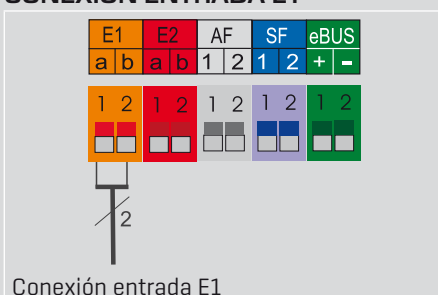 CONEXIÓN ENTRADA E1
E1 E2 AF SF eBUS
a b a b 1 2 1 2 + -
1 2 1 2 1 2 1 2 1 2
2
Conexión entrada E1